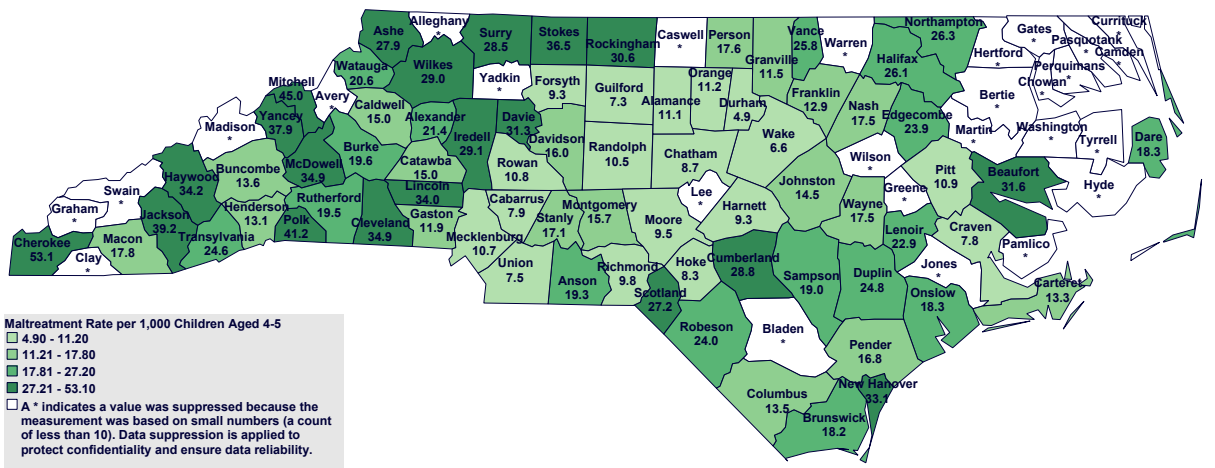 Alleghany
*
Ashe
27.9
Surry
28.5
Stokes
36.5
Rockingham
30.6
Caswell
*
Person
17.6
Vance
25.8
Warren
*
Northampton
26.3
Gates
*
Currituck
*
Pasquotank
*
Camden
*
Hertford
*
Perquimans
*
Chowan
*
Granville
11.5
Halifax
26.1
Watauga
20.6
Wilkes
29.0
Yadkin
*
Forsyth
9.3
Guilford
7.3
Alamance
11.1
Orange
11.2
Durham
4.9
Franklin
12.9
Nash
17.5
Edgecombe
23.9
Bertie
*
Martin
*
Washington
*
Tyrrell
*
Dare
18.3
Mitchell
45.0
Avery
*
Caldwell
15.0
Alexander
21.4
Iredell
29.1
Davie
31.3
Davidson
16.0
Randolph
10.5
Chatham
8.7
Wake
6.6
Wilson
*
Madison
*
Yancey
37.9
McDowell
34.9
Burke
19.6
Catawba
15.0
Rowan
10.8
Lee
*
Johnston
14.5
Greene
*
Pitt
10.9
Beaufort
31.6
Hyde
*
Swain
*
Haywood
34.2
Buncombe
13.6
Lincoln
34.0
Cabarrus
7.9
Stanly
17.1
Montgomery
15.7
Moore
9.5
Harnett
9.3
Wayne
17.5
Lenoir
22.9
Craven
7.8
Pamlico
*
Graham
*
Jackson
39.2
Henderson
13.1
Polk
41.2
Rutherford
19.5
Cleveland
34.9
Gaston
11.9
Mecklenburg
10.7
Cherokee
53.1
Clay
*
Macon
17.8
Transylvania
24.6
Union
7.5
Anson
19.3
Richmond
9.8
Hoke
8.3
Scotland
27.2
Cumberland
28.8
Sampson
19.0
Duplin
24.8
Jones
*
Onslow
18.3
Carteret
13.3
Robeson
24.0
Bladen
*
Pender
16.8
Columbus
13.5
New Hanover
33.1
Brunswick
18.2
Maltreatment Rate per 1,000 Children Aged 4-5
4.90 - 11.20
11.21 - 17.80
17.81 - 27.20
27.21 - 53.10
A * indicates a value was suppressed because the
measurement was based on small numbers (a count
of less than 10). Data suppression is applied to
protect confidentiality and ensure data reliability.